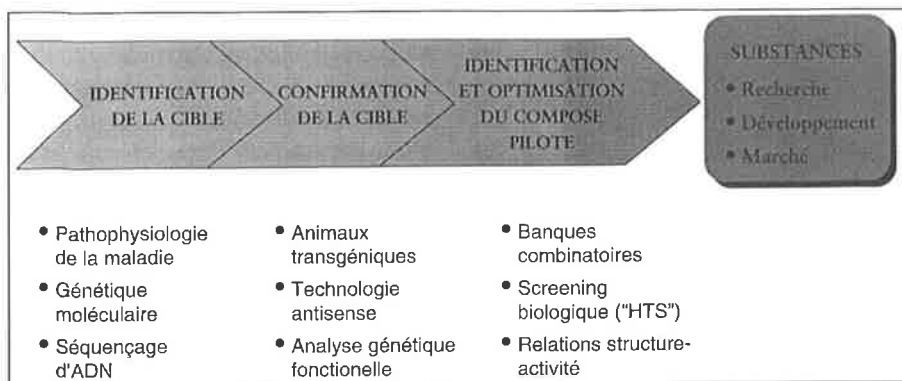 IDENTIFICATION
DE LA CIBLE
CONFIRMATION
DE LA CIBLE
IDENTIFICATION
ET OPTIMISATION
DU COMPOSE
PILOTE
SUBSTANCES
• Recherche
• Développement
• Marché
• Pathophysiologie
de la maladie
• Génétique
moléculaire
• Séquençage
d'ADN
• Animaux
transgéniques
• Technologie
antisense
• Analyse génétique
fonctionelle
• Banques
combinatoires
• Screening
biologique ("HTS")
• Relations structure-
activité